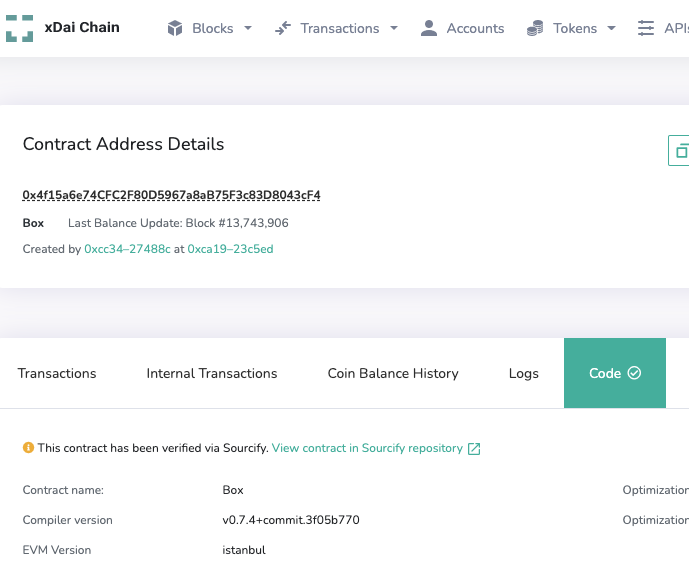 xDai Chain Blocks Transactions Accounts Tokens APIs
Contract Address Details
0x4f15a6e74CFC2F80D5967a8aB75F3c83D8043cF4
Box Last Balance Update: Block #13,743,906
Created by 0xcc34–27488c at 0xca19–23c5ed
Transactions Internal Transactions Coin Balance History Logs Code
This contract has been verified via Sourcify. View contract in Sourcify repository
Contract name: Box Optimization
Compiler version v0.7.4+commit.3f05b770 Optimization
EVM Version istanbul